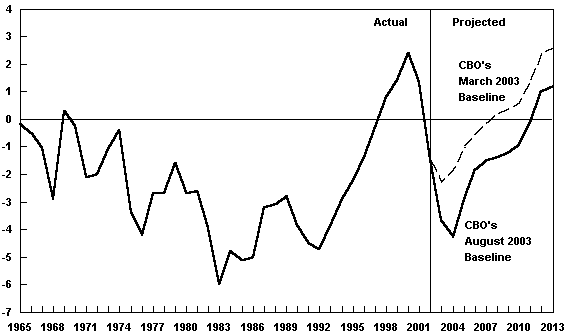 4
Actual Projected
3
CBO's
2
March 2003
1
Baseline
0
-1
-2
-3
-4
CBO's
August 2003
-5
Baseline
-6
-7
1965 1968 1971 1974 1977 1980 1983 1986 1989 1992 1995 1998 2001 2004 2007 2010 2013